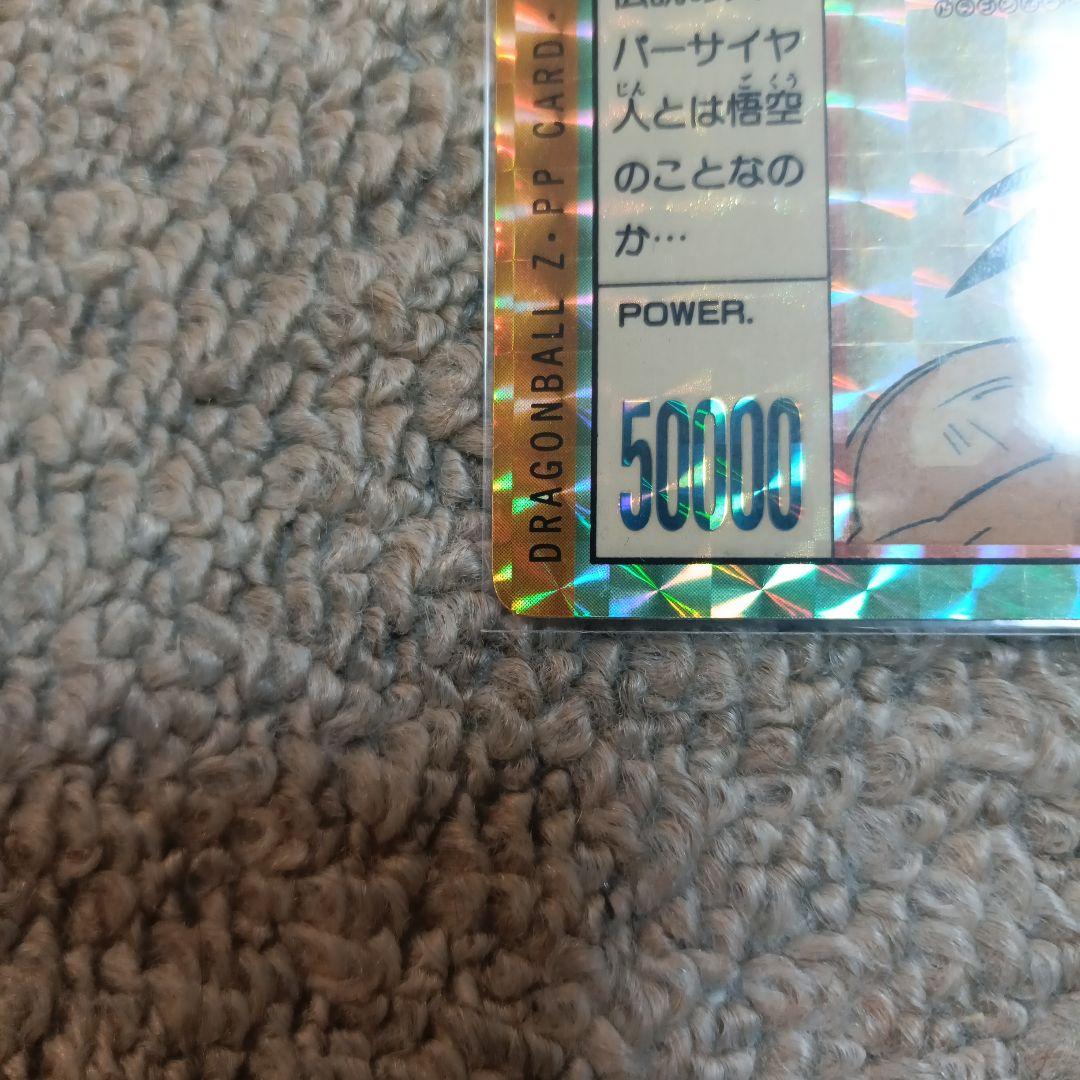 パーサイヤ
人とは悟空
のことなの
か…
POWER.
50000
DRAGONBALL Z・PP CARD・